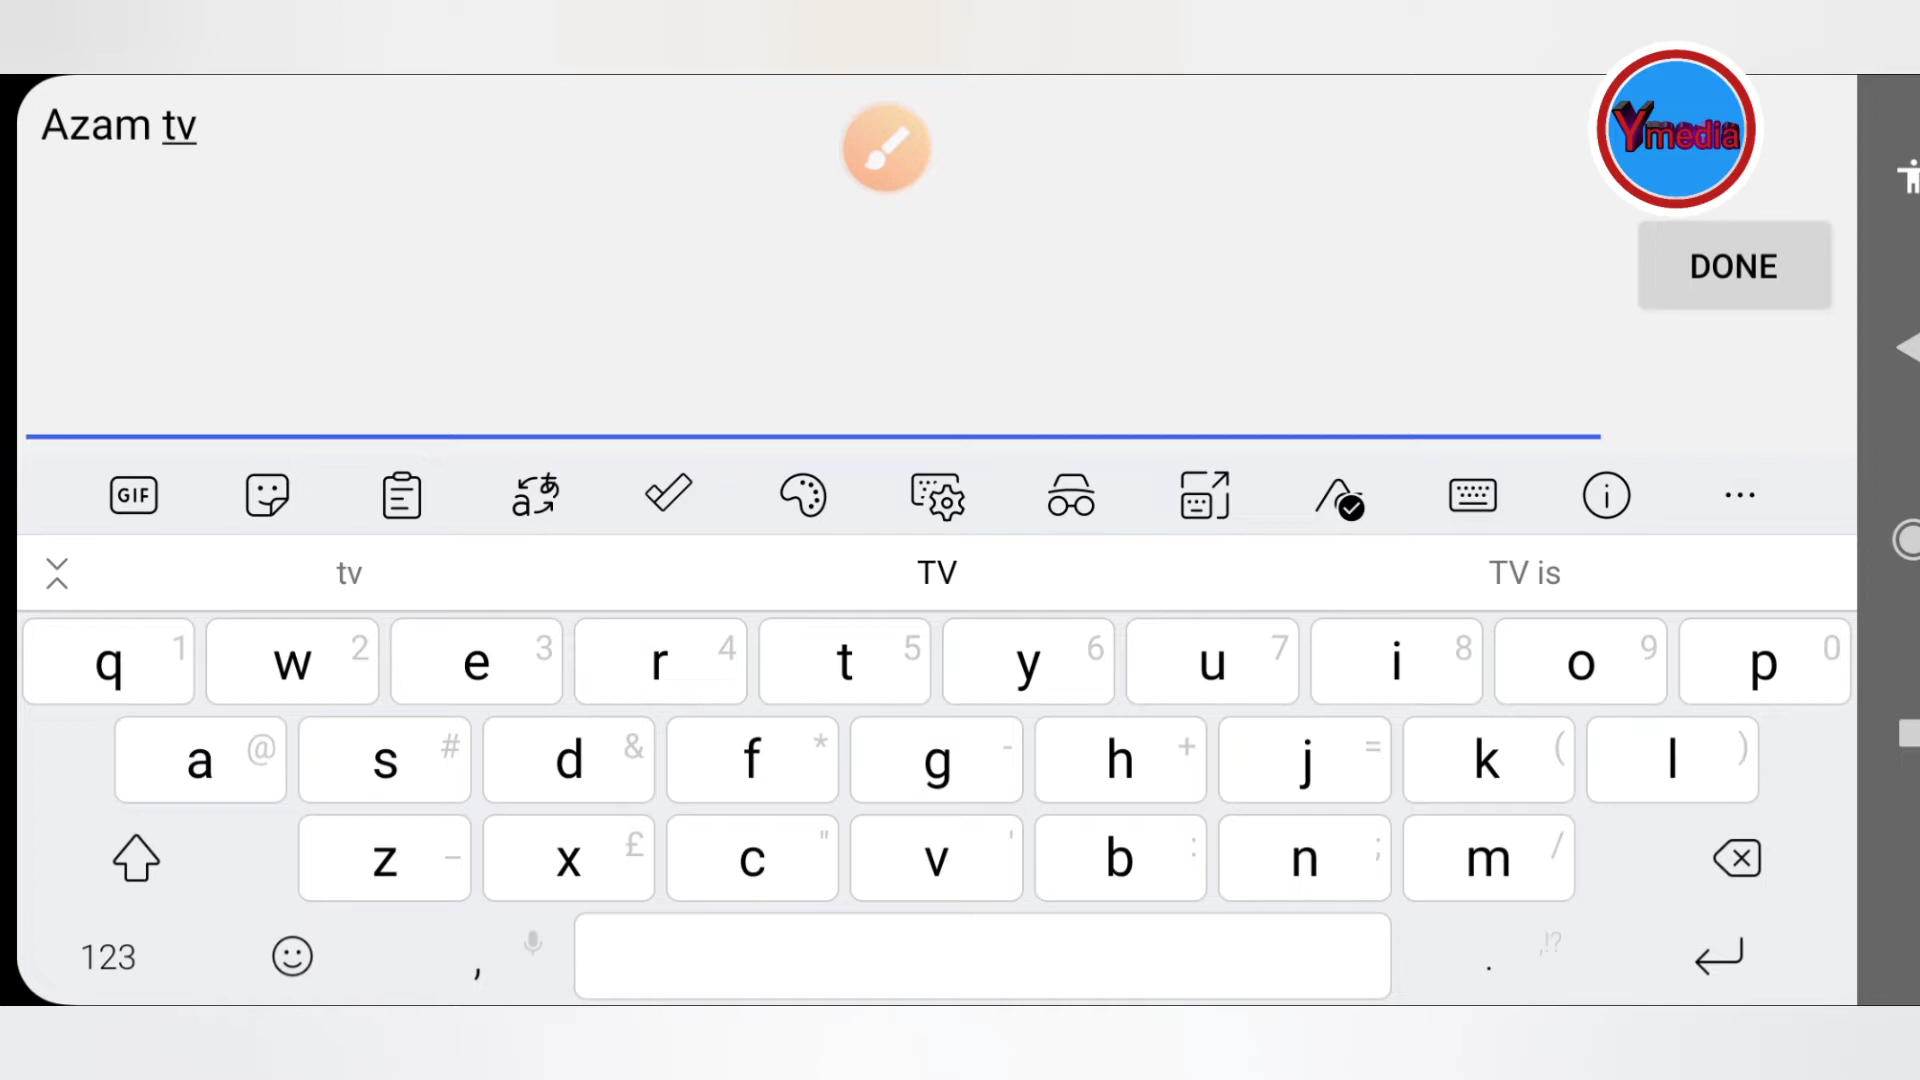 Azam tv
Ymedia
DONE
GIF
a あ
tv TV TV is
q 1 w 2 e 3 r 4 t 5 y 6 u 7 i 8 o 9 p 0
a @ s # d & f * g - h + j = k ( l )
z _ x £ c " v ' b : n ; m /
123 , . ,!?